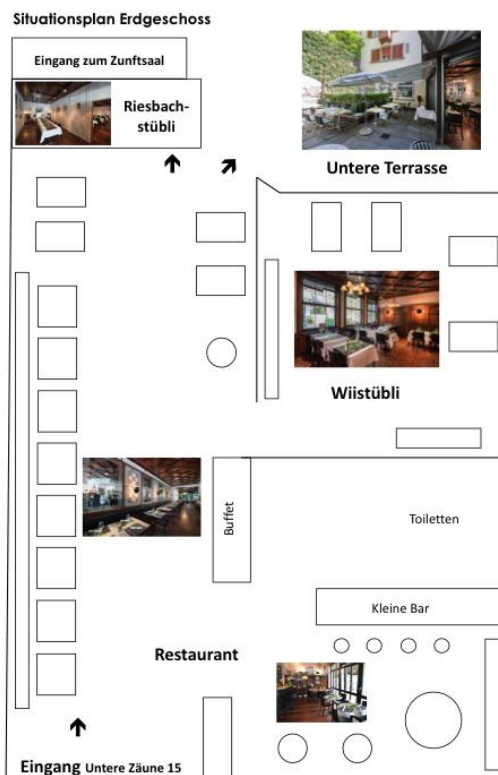 Situationsplan Erdgeschoss
Eingang zum Zunftsaal
Riesbach-
stübli
Untere Terrasse
Wiistübli
Buffet
Toiletten
Kleine Bar
Restaurant
Eingang Untere Zäune 15